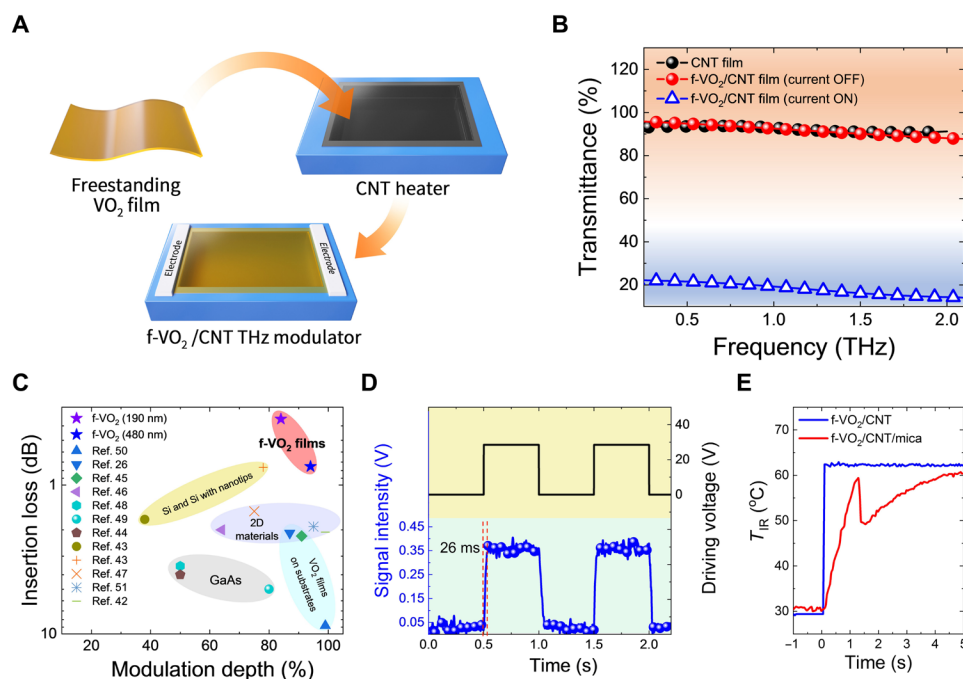 A
Freestanding
VO₂ film
CNT heater
Electrode
Electrode
f-VO₂ /CNT THz modulator
B
CNT film
f-VO₂/CNT film (current OFF)
f-VO₂/CNT film (current ON)
Transmittance (%)
120
100
80
60
40
20
0.5
1.0
1.5
2.0
Frequency (THz)
C
f-VO₂ (190 nm)
f-VO₂ (480 nm)
Ref. 50
Ref. 26
Ref. 45
Ref. 46
Ref. 48
Ref. 49
Ref. 44
Ref. 43
Ref. 43
Ref. 47
Ref. 51
Ref. 42
f-VO₂ films
Si and Si with nanotips
2D
materials
GaAs
VO₂ films
on substrates
Insertion loss (dB)
1
10
20
40
60
80
100
Modulation depth (%)
D
Signal intensity (V)
0.45
0.35
0.25
0.15
0.05
26 ms
Driving voltage (V)
40
30
20
10
0
0.0
0.5
1.0
1.5
2.0
Time (s)
E
f-VO₂/CNT
f-VO₂/CNT/mica
T_IR (°C)
70
60
50
40
30
-1
0
1
2
3
4
5
Time (s)